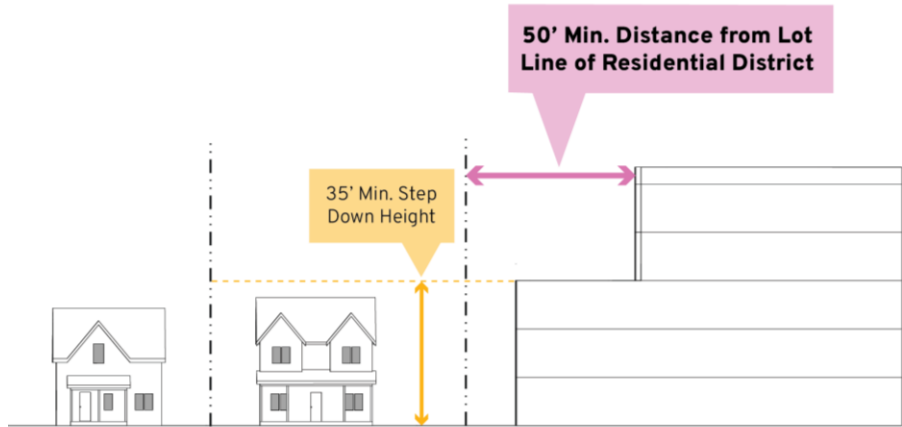 50’ Min. Distance from Lot
Line of Residential District
35’ Min. Step
Down Height